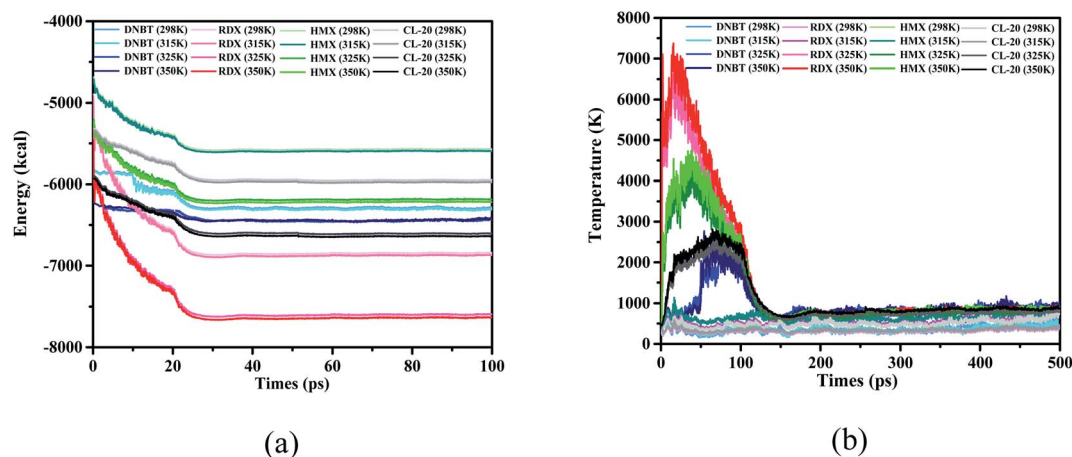 -4000
-5000
-6000
-7000
-8000
Energy (kcal)
DNBT (298K) RDX (298K) HMX (298K) CL-20 (298K)
DNBT (315K) RDX (315K) HMX (315K) CL-20 (315K)
DNBT (325K) RDX (325K) HMX (325K) CL-20 (325K)
DNBT (350K) RDX (350K) HMX (350K) CL-20 (350K)
0 20 40 60 80 100
Times (ps)
(a)
8000
7000
6000
5000
4000
3000
2000
1000
0
Temperature (K)
DNBT (298K) RDX (298K) HMX (298K) CL-20 (298K)
DNBT (315K) RDX (315K) HMX (315K) CL-20 (315K)
DNBT (325K) RDX (325K) HMX (325K) CL-20 (325K)
DNBT (350K) RDX (350K) HMX (350K) CL-20 (350K)
0 100 200 300 400 500
Times (ps)
(b)